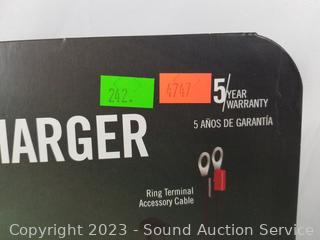 242.
4747
5/YEAR
WARRANTY
5 AÑOS DE GARANTÍA
HARGER
Ring Terminal
Accessory Cable
Copyright 2023 - Sound Auction Service